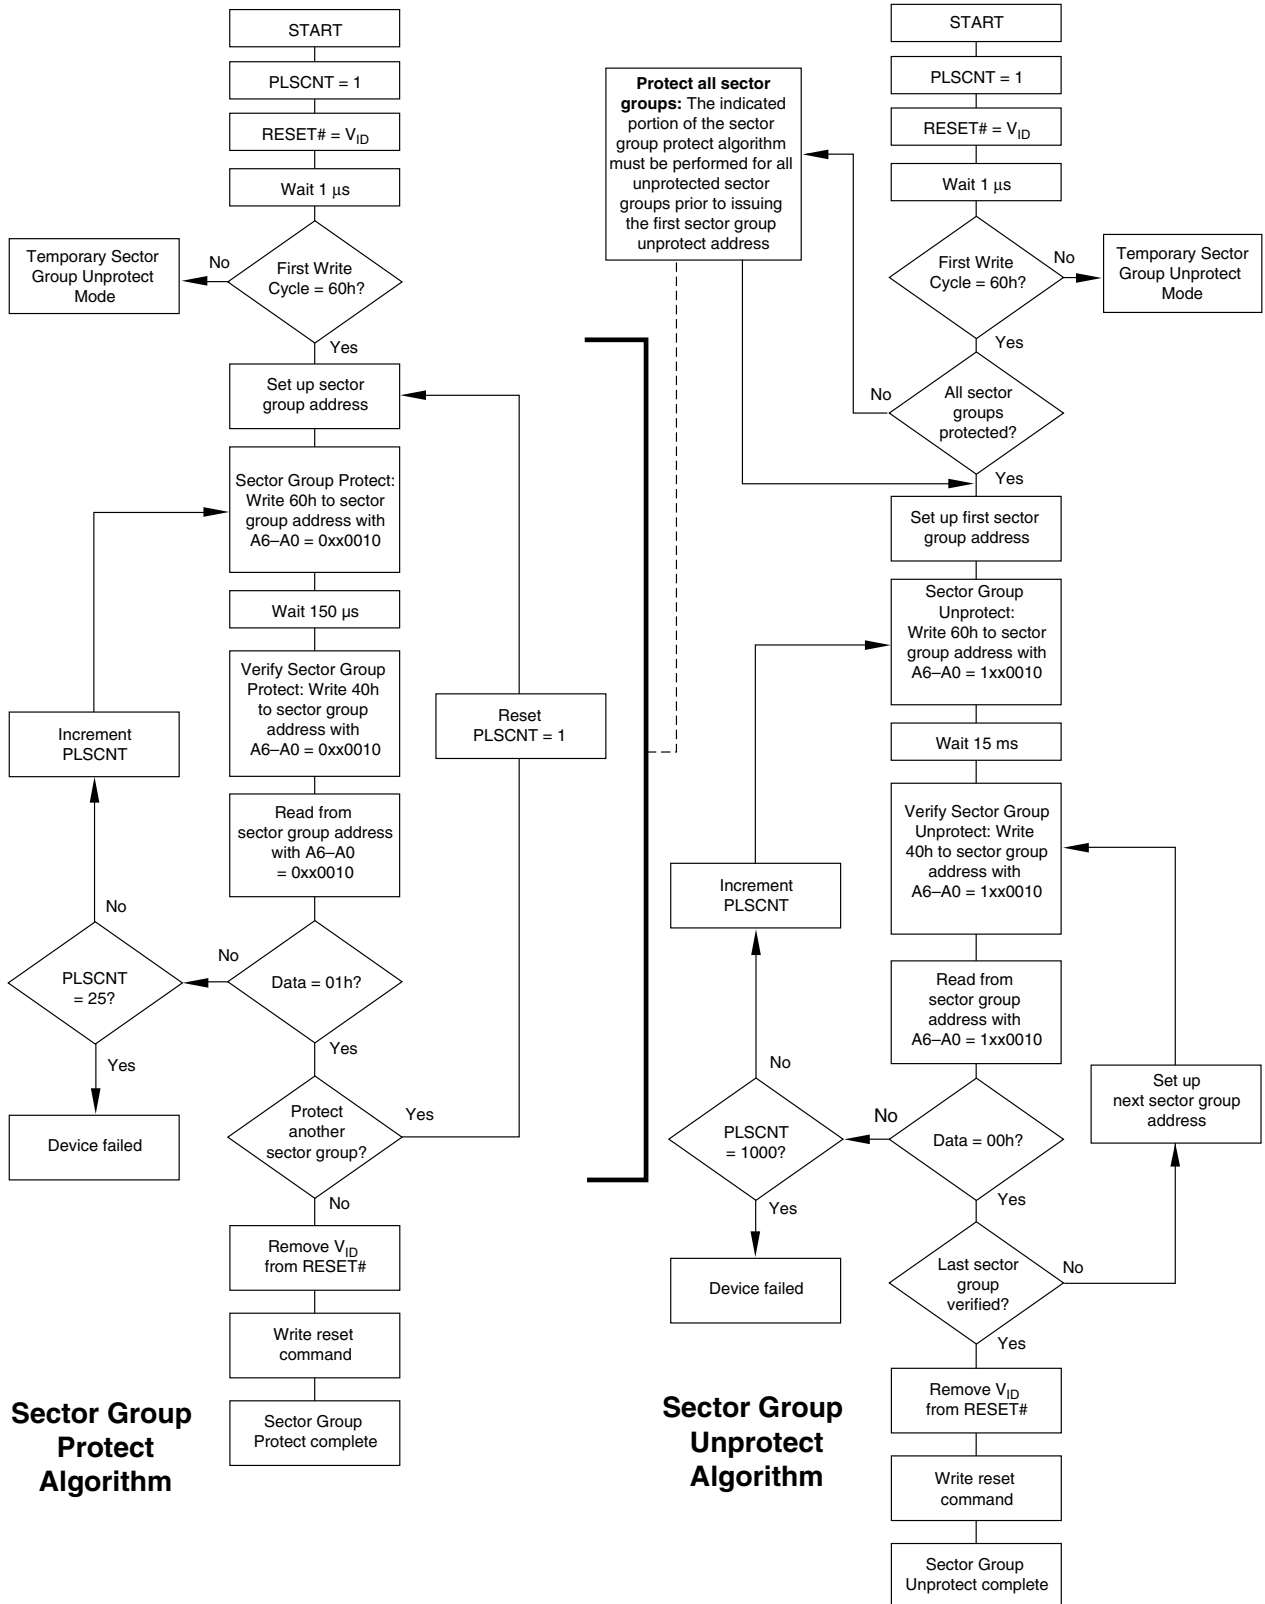 START
PLSCNT = 1
RESET# = VID
Wait 1 μs
First Write
Cycle = 60h?
No
Temporary Sector
Group Unprotect
Mode
Yes
Set up sector
group address
Sector Group Protect:
Write 60h to sector
group address with
A6–A0 = 0xx0010
Wait 150 µs
Verify Sector Group
Protect: Write 40h
to sector group
address with
A6–A0 = 0xx0010
Read from
sector group address
with A6–A0
= 0xx0010
Data = 01h?
No
PLSCNT
= 25?
No
Increment
PLSCNT
Yes
Device failed
Yes
Protect
another
sector group?
Yes
Reset
PLSCNT = 1
No
Remove VID
from RESET#
Write reset
command
Sector Group
Protect complete
Sector Group
Protect
Algorithm
Protect all sector
groups: The indicated
portion of the sector
group protect algorithm
must be performed for all
unprotected sector
groups prior to issuing
the first sector group
unprotect address
START
PLSCNT = 1
RESET# = VID
Wait 1 μs
First Write
Cycle = 60h?
No
Temporary Sector
Group Unprotect
Mode
Yes
All sector
groups
protected?
No
Yes
Set up first sector
group address
Sector Group
Unprotect:
Write 60h to sector
group address with
A6–A0 = 1xx0010
Wait 15 ms
Verify Sector Group
Unprotect: Write
40h to sector group
address with
A6–A0 = 1xx0010
Read from
sector group
address with
A6–A0 = 1xx0010
Data = 00h?
No
PLSCNT
= 1000?
No
Increment
PLSCNT
Yes
Device failed
Yes
Last sector
group
verified?
No
Set up
next sector group
address
Yes
Remove VID
from RESET#
Write reset
command
Sector Group
Unprotect complete
Sector Group
Unprotect
Algorithm